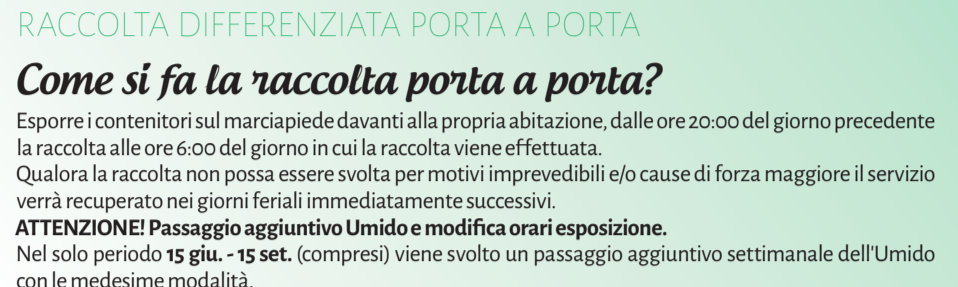 RACCOLTA DIFFERENZIATA PORTA A PORTA
Come si fa la raccolta porta a porta?
Esporre i contenitori sul marciapiede davanti alla propria abitazione, dalle ore 20:00 del giorno precedente
la raccolta alle ore 6:00 del giorno in cui la raccolta viene effettuata.
Qualora la raccolta non possa essere svolta per motivi imprevedibili e/o cause di forza maggiore il servizio
verrà recuperato nei giorni feriali immediatamente successivi.
ATTENZIONE! Passaggio aggiuntivo Umido e modifica orari esposizione.
Nel solo periodo 15 giu. - 15 set. (compresi) viene svolto un passaggio aggiuntivo settimanale dell'Umido
con le medesime modalità.